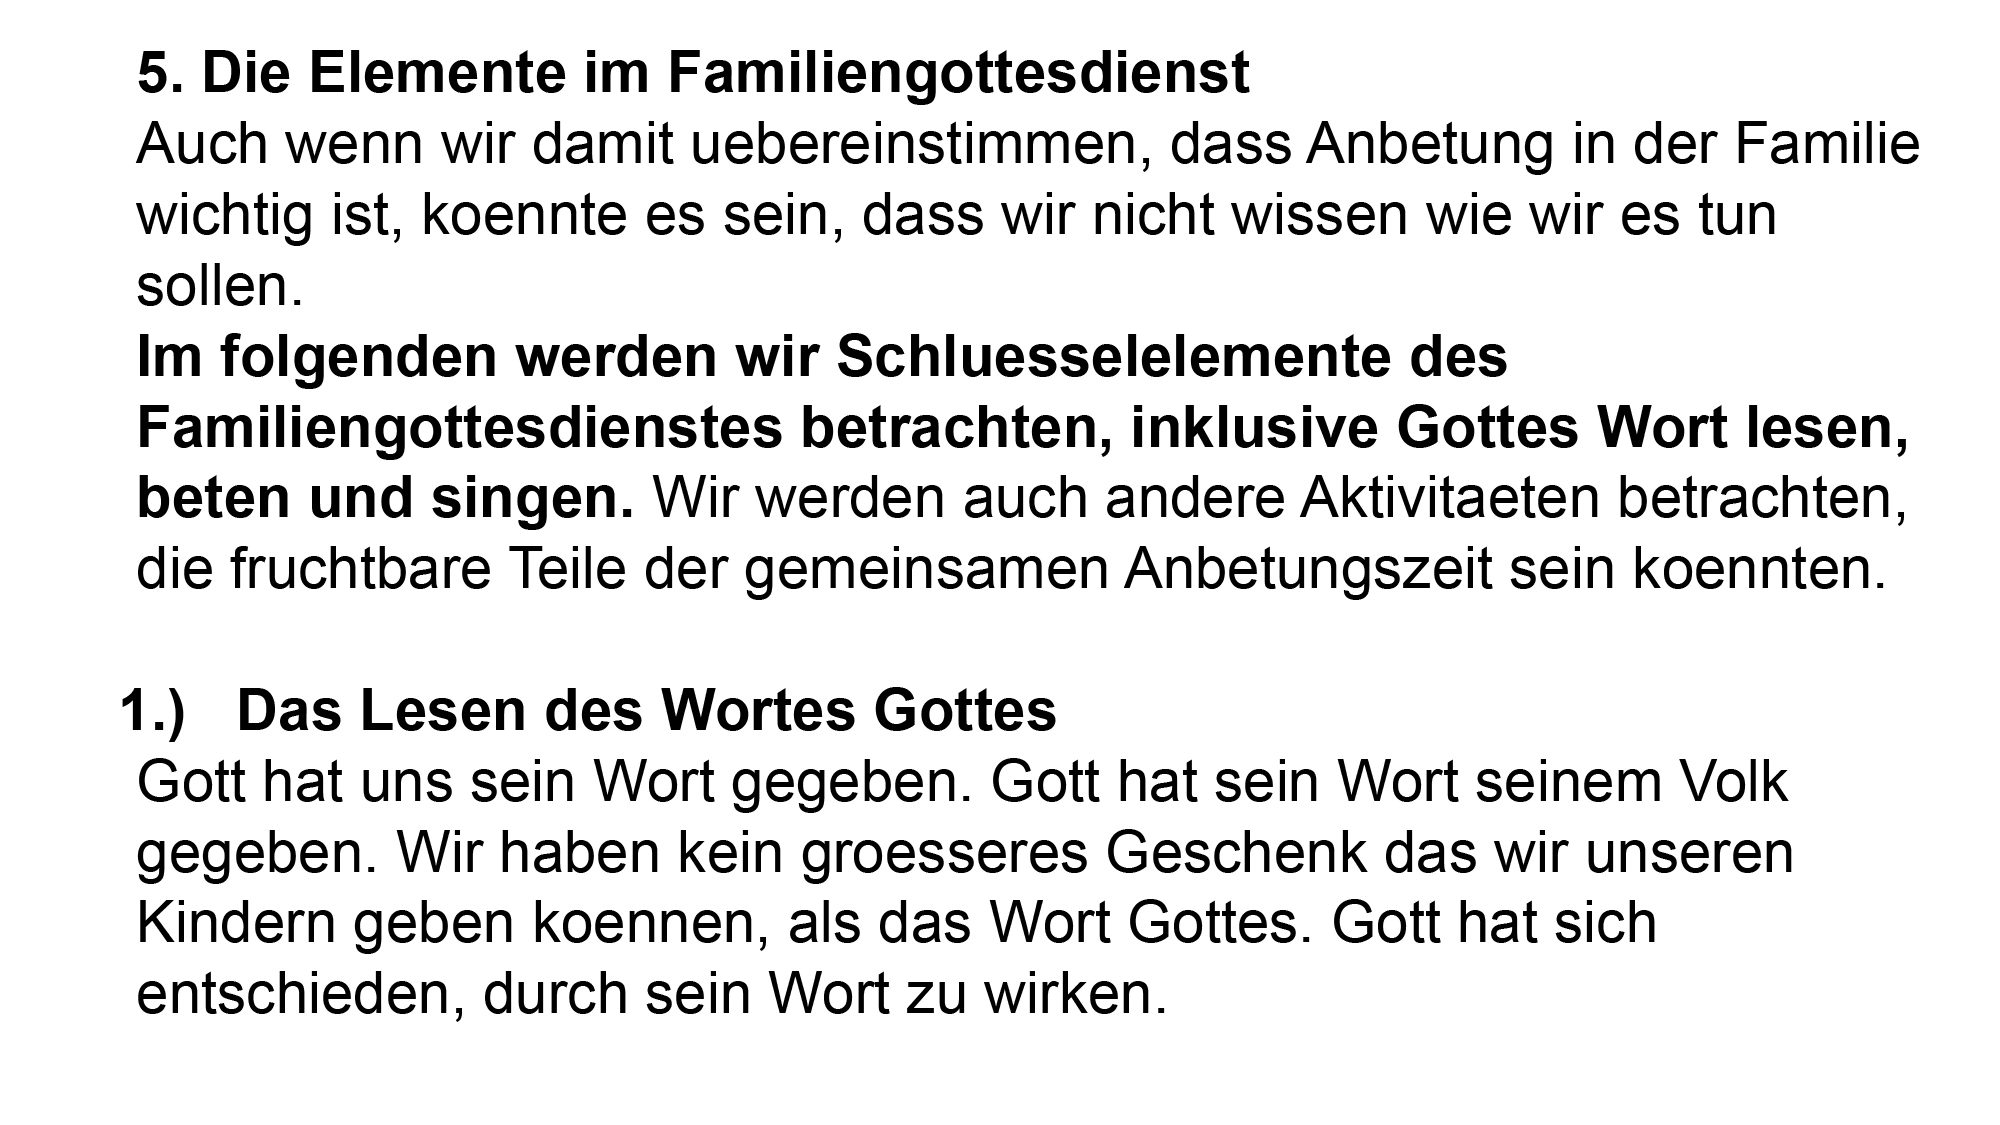 5. Die Elemente im Familiengottesdienst
Auch wenn wir damit uebereinstimmen, dass Anbetung in der Familie
wichtig ist, koennte es sein, dass wir nicht wissen wie wir es tun
sollen.
Im folgenden werden wir Schluesselelemente des
Familiengottesdienstes betrachten, inklusive Gottes Wort lesen,
beten und singen. Wir werden auch andere Aktivitaeten betrachten,
die fruchtbare Teile der gemeinsamen Anbetungszeit sein koennten.
1.) Das Lesen des Wortes Gottes
Gott hat uns sein Wort gegeben. Gott hat sein Wort seinem Volk
gegeben. Wir haben kein groesseres Geschenk das wir unseren
Kindern geben koennen, als das Wort Gottes. Gott hat sich
entschieden, durch sein Wort zu wirken.